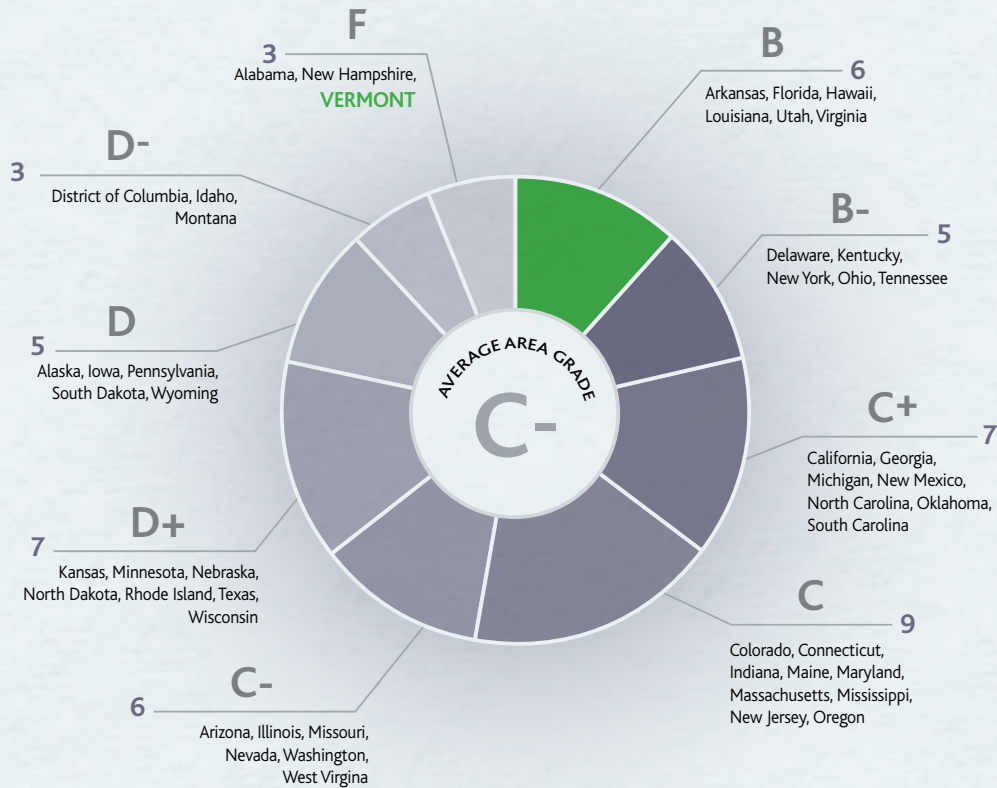 F
3
Alabama, New Hampshire,
VERMONT
B
6
Arkansas, Florida, Hawaii,
Louisiana, Utah, Virginia
D-
3
District of Columbia, Idaho,
Montana
B-
5
Delaware, Kentucky,
New York, Ohio, Tennessee
D
5
Alaska, Iowa, Pennsylvania,
South Dakota, Wyoming
AVERAGE AREA GRADE
C-
C+
7
California, Georgia,
Michigan, New Mexico,
North Carolina, Oklahoma,
South Carolina
D+
7
Kansas, Minnesota, Nebraska,
North Dakota, Rhode Island, Texas,
Wisconsin
C
9
Colorado, Connecticut,
Indiana, Maine, Maryland,
Massachusetts, Mississippi,
New Jersey, Oregon
C-
6
Arizona, Illinois, Missouri,
Nevada, Washington,
West Virgina